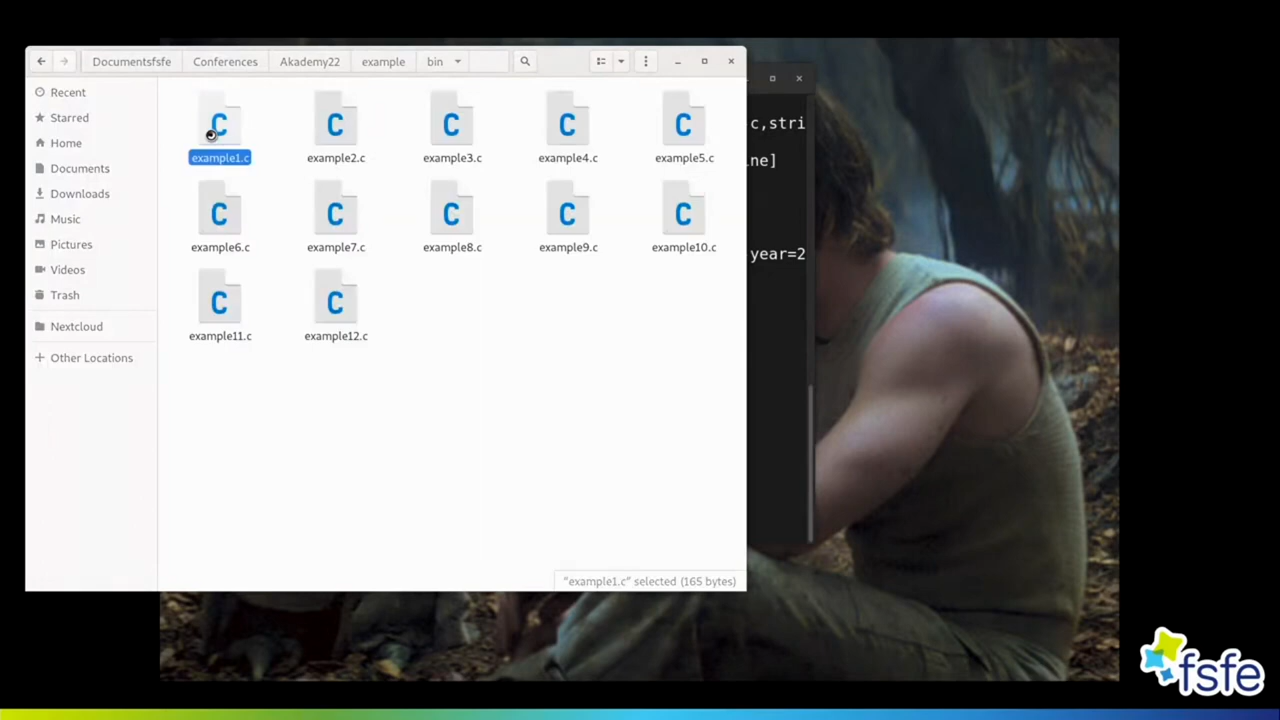 Documentsfsfe Conferences Akademy22 example bin
Recent
Starred
Home
Documents
Downloads
Music
Pictures
Videos
Trash
Nextcloud
Other Locations
example1.c example2.c example3.c example4.c example5.c
example6.c example7.c example8.c example9.c example10.c
example11.c example12.c
"example1.c" selected (165 bytes)
c,stri
ne]
year=2
fsfe